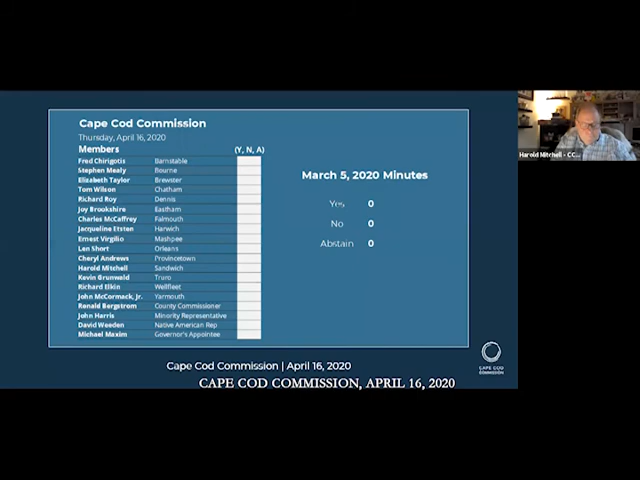 Cape Cod Commission
Thursday, April 16, 2020
Members (Y, N, A)
Fred Chirigotis Barnstable
Stephen Mealy Bourne
Elizabeth Taylor Brewster
Tom Wilson Chatham
Richard Roy Dennis
Joy Brookshire Eastham
Charles McCaffrey Falmouth
Jacqueline Etsten Harwich
Ernest Virgilio Mashpee
Len Short Orleans
Cheryl Andrews Provincetown
Harold Mitchell Sandwich
Kevin Grunwald Truro
Richard Elkin Wellfleet
John McCormack, Jr. Yarmouth
Ronald Bergstrom County Commissioner
John Harris Minority Representative
David Weeden Native American Rep
Michael Maxim Governor's Appointee
March 5, 2020 Minutes
Yes 0
No 0
Abstain 0
Harold Mitchell - CC...
CAPE COD
COMMISSION
Cape Cod Commission | April 16, 2020
CAPE COD COMMISSION, APRIL 16, 2020